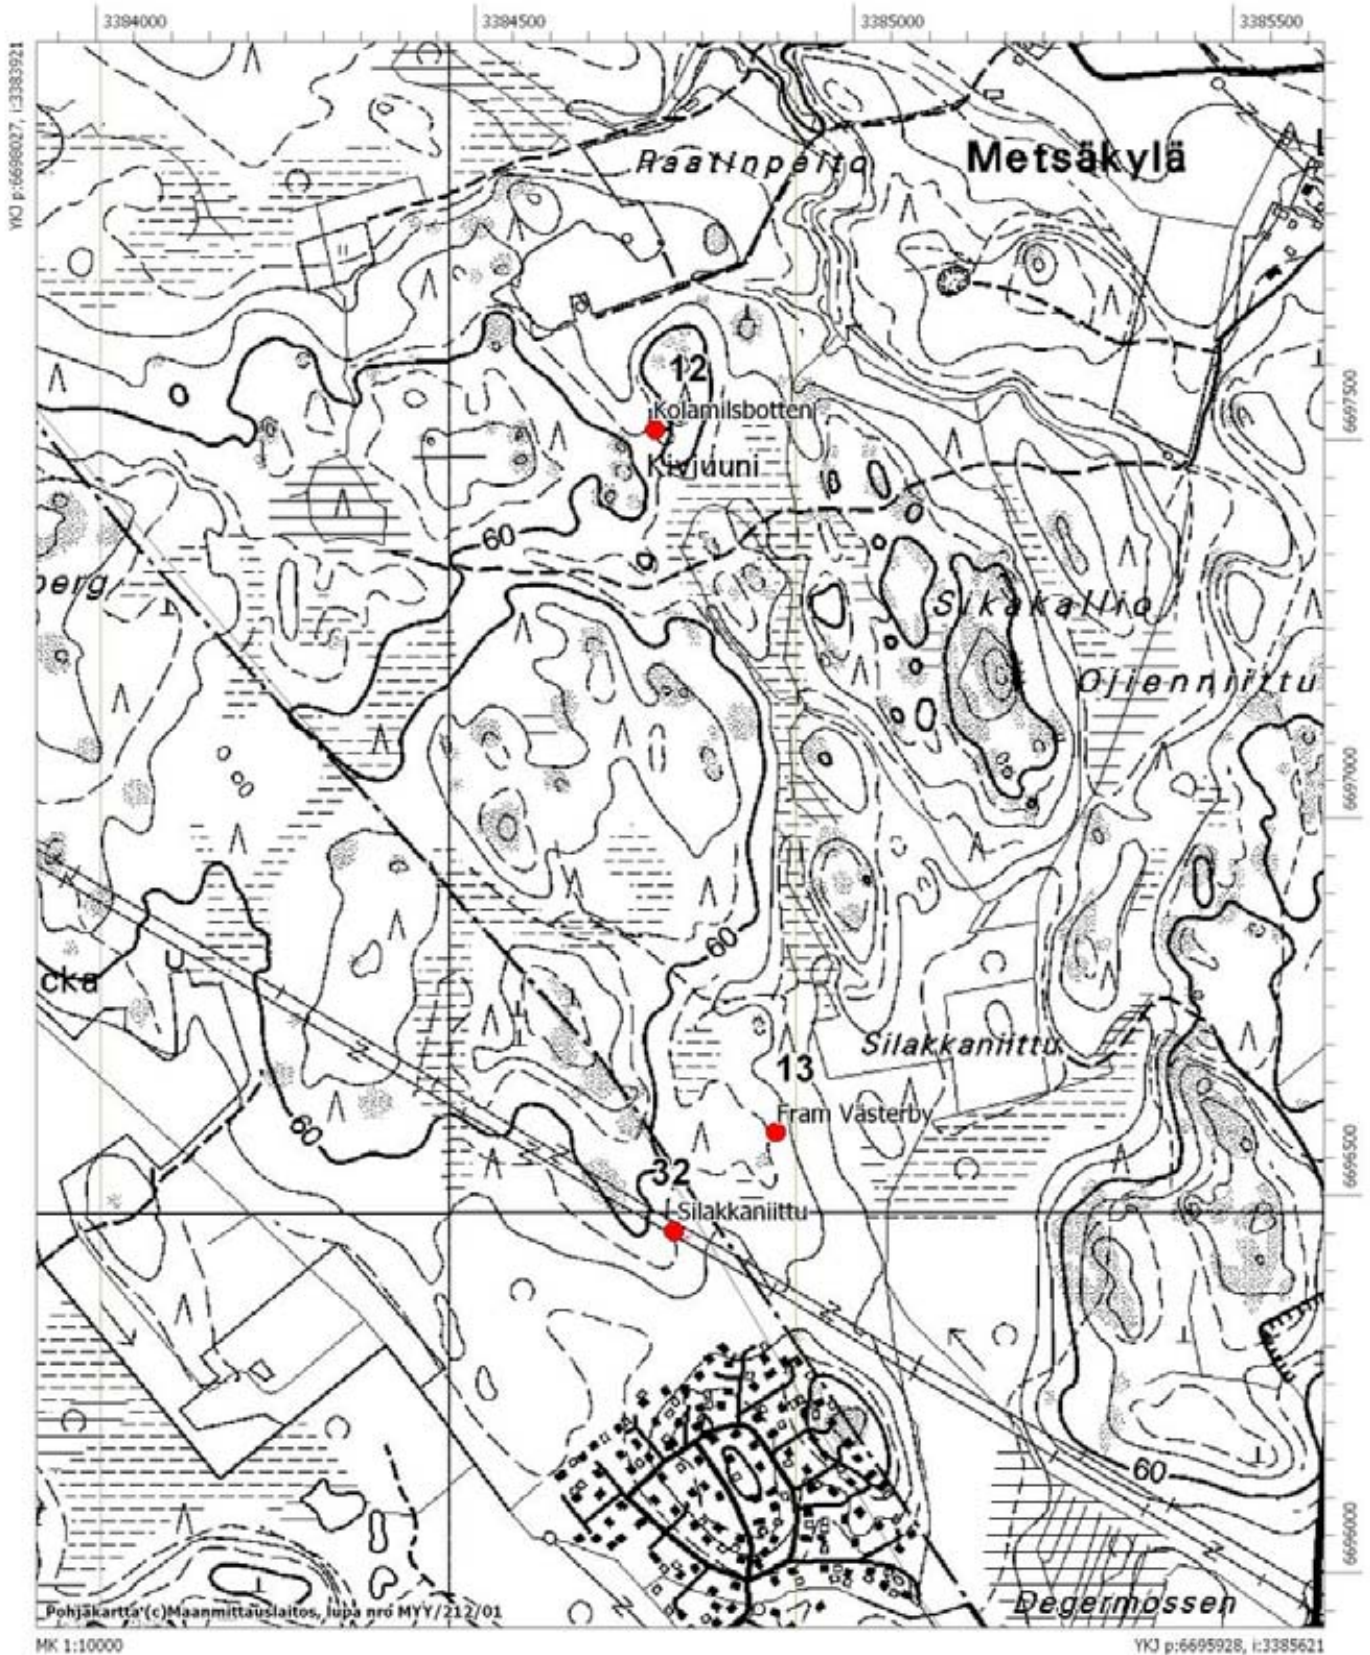 3384000
3384500
3385000
3385500
YKJ p:6698027, i:3383921
Raatinpelto
Metsäkylä
12
Kolamilsbotten
Kivjuuni
6697500
60
berg
Sikakallio
Ojienniittu
6697000
60
cka
Silakkaniittu
13
Fram Västerby
60
32
Silakkaniittu
6696500
60
6696000
Degermossen
Pohjakartta (c)Maanmittauslaitos, lupa nro MYY/212/01
MK 1:10000
YKJ p:6695928, i:3385621